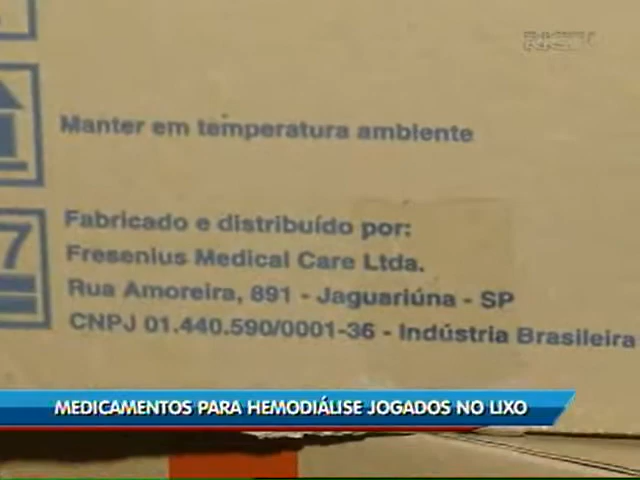 Manter em temperatura ambiente
7
Fabricado e distribuído por:
Fresenius Medical Care Ltda.
Rua Amoreira, 891 - Jaguariúna - SP
CNPJ 01.440.590/0001-36 - Indústria Brasileira
MEDICAMENTOS PARA HEMODIÁLISE JOGADOS NO LIXO